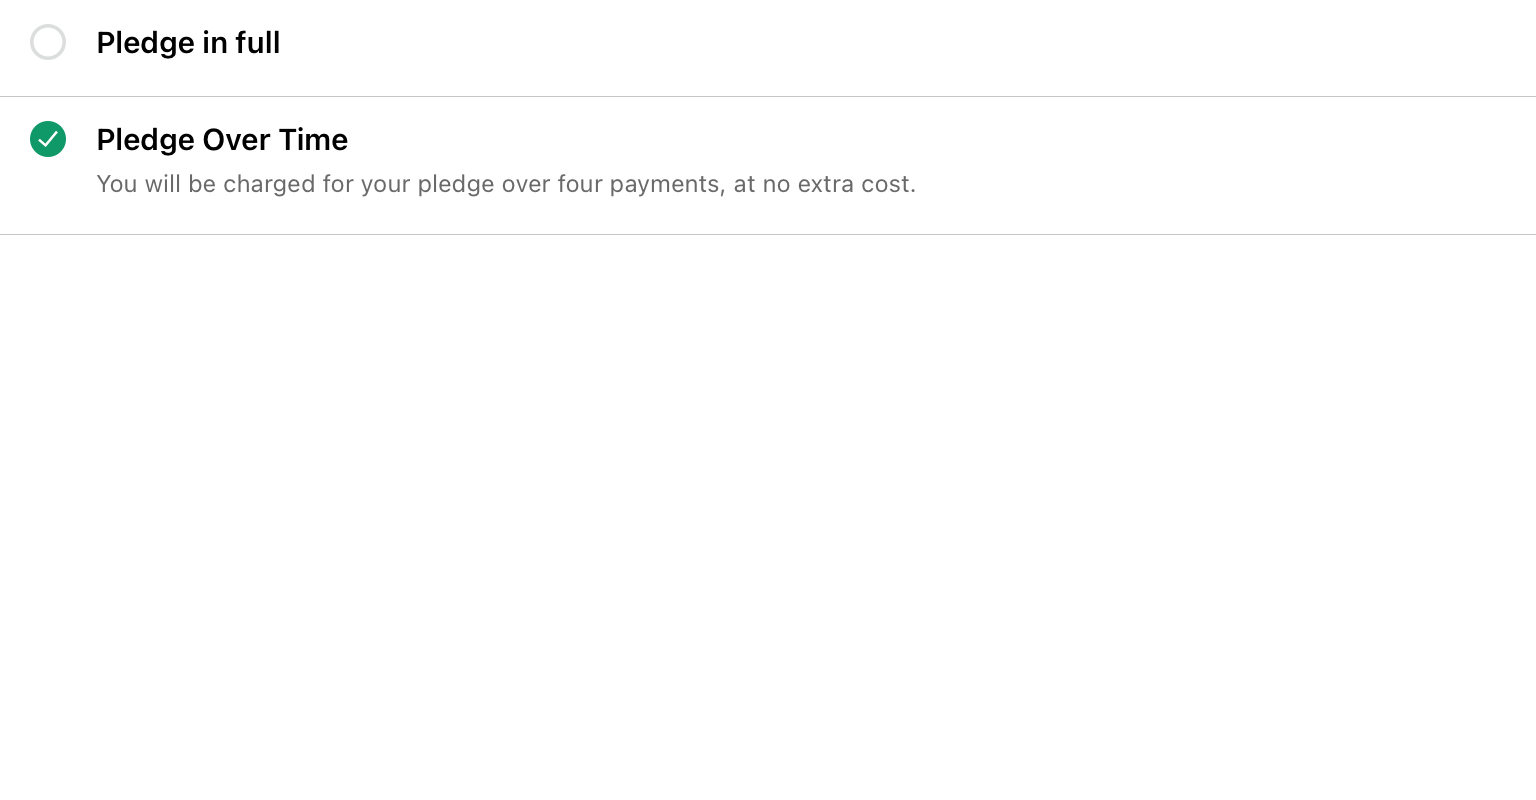 Pledge in full
Pledge Over Time
You will be charged for your pledge over four payments, at no extra cost.